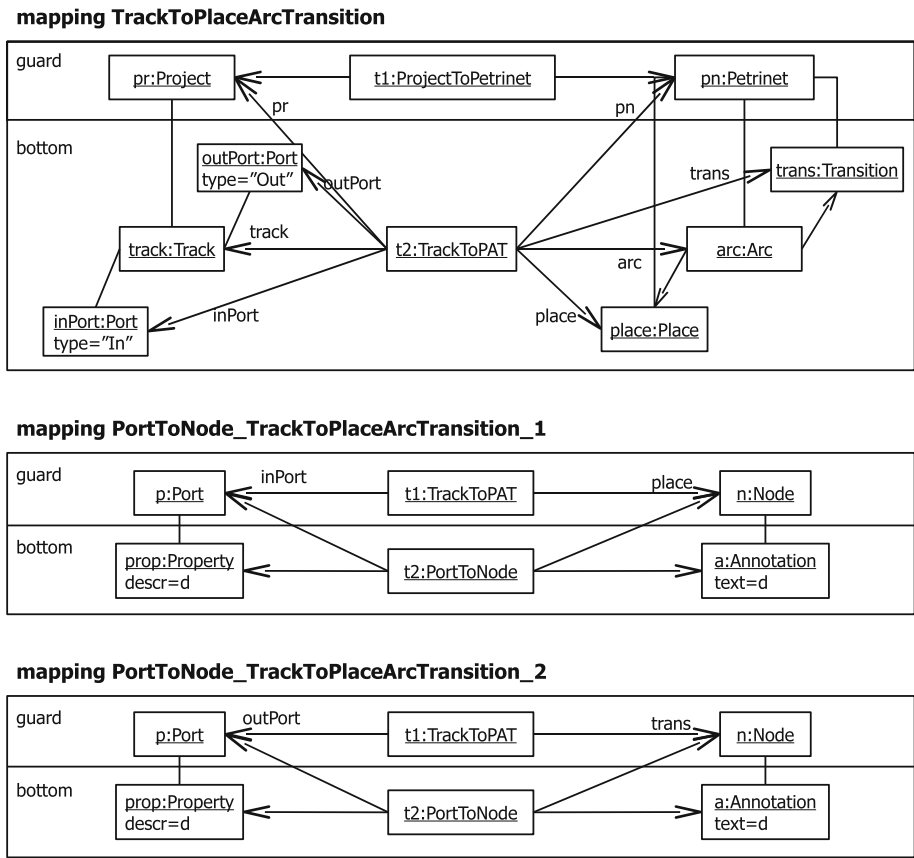 mapping TrackToPlaceArcTransition
guard
pr:Project
t1:ProjectToPetrinet
pn:Petrinet
pr
pn
bottom
outPort:Port
type=”Out”
outPort
trans
trans:Transition
track:Track
track
t2:TrackToPAT
arc
arc:Arc
inPort:Port
type=”In”
inPort
place
place:Place
mapping PortToNode_TrackToPlaceArcTransition_1
guard
p:Port
inPort
t1:TrackToPAT
place
n:Node
bottom
prop:Property
descr=d
t2:PortToNode
a:Annotation
text=d
mapping PortToNode_TrackToPlaceArcTransition_2
guard
p:Port
outPort
t1:TrackToPAT
trans
n:Node
bottom
prop:Property
descr=d
t2:PortToNode
a:Annotation
text=d